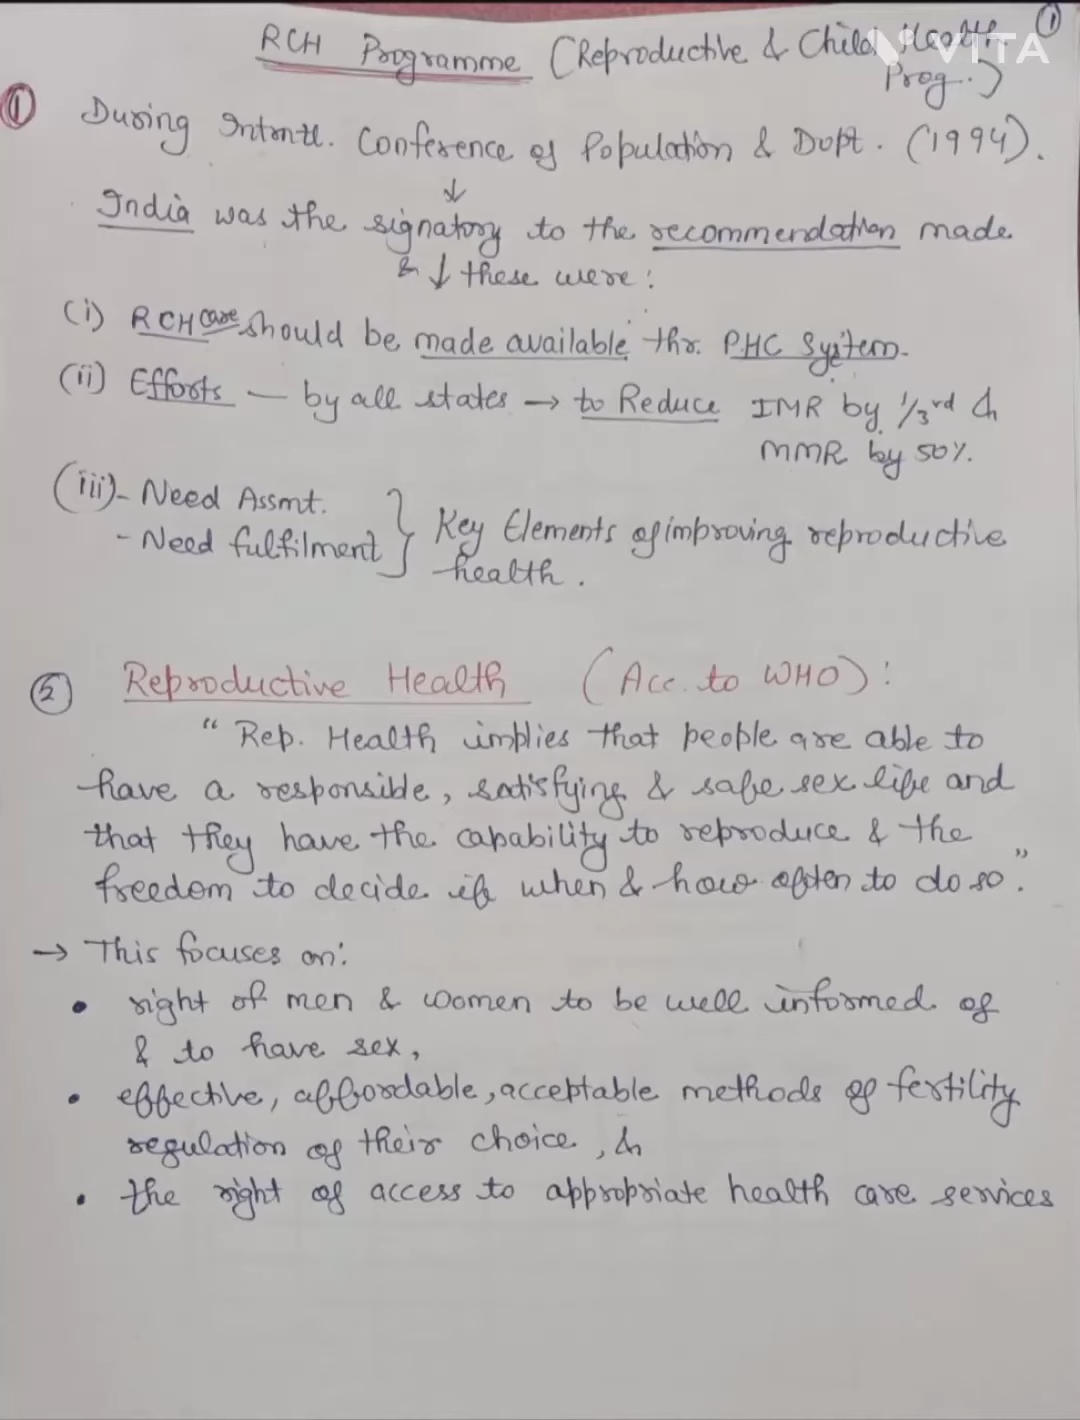 RCH Programme (Reproductive & Child Health Prog.)
1
VITA
1 During Intrntl. Conference of Population & Dvpt. (1994).
↓
India was the signatory to the recommendation made
& ↓ these were:
(i) RCH care should be made available thr. PHC System.
(ii) Efforts — by all states → to Reduce IMR by 1/3rd &
MMR by 50%.
(iii) - Need Assmt.
- Need fulfilment } Key Elements of improving reproductive
health.
2 Reproductive Health (Acc. to WHO):
"Rep. Health implies that people are able to
have a responsible, satisfying & safe sex life and
that they have the capability to reproduce & the
freedom to decide if when & how often to do so."
→ This focuses on:
• right of men & women to be well informed of
& to have sex,
• effective, affordable, acceptable methods of fertility
regulation of their choice, &
• the right of access to appropriate health care services